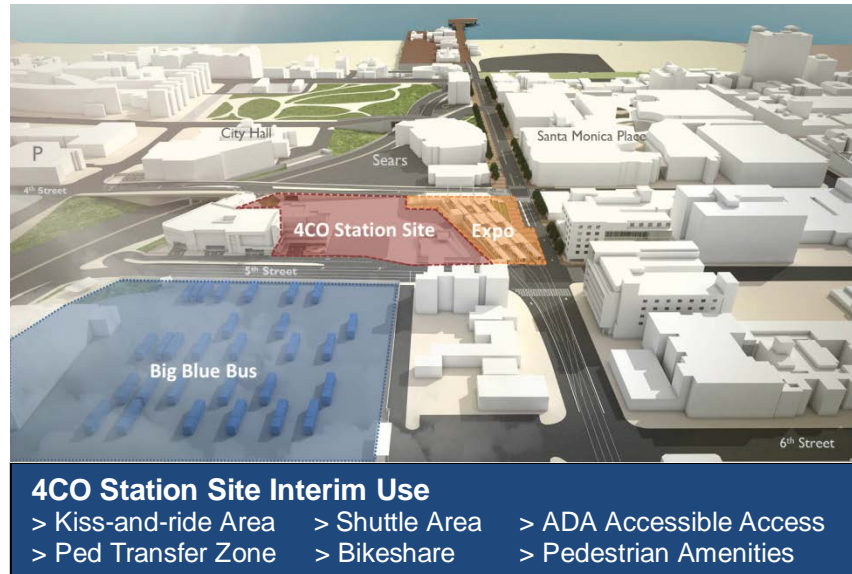 City Hall
Santa Monica Place
P
Sears
4th Street
4CO Station Site
Expo
5th Street
Big Blue Bus
6th Street
4CO Station Site Interim Use
> Kiss-and-ride Area > Shuttle Area > ADA Accessible Access
> Ped Transfer Zone > Bikeshare > Pedestrian Amenities